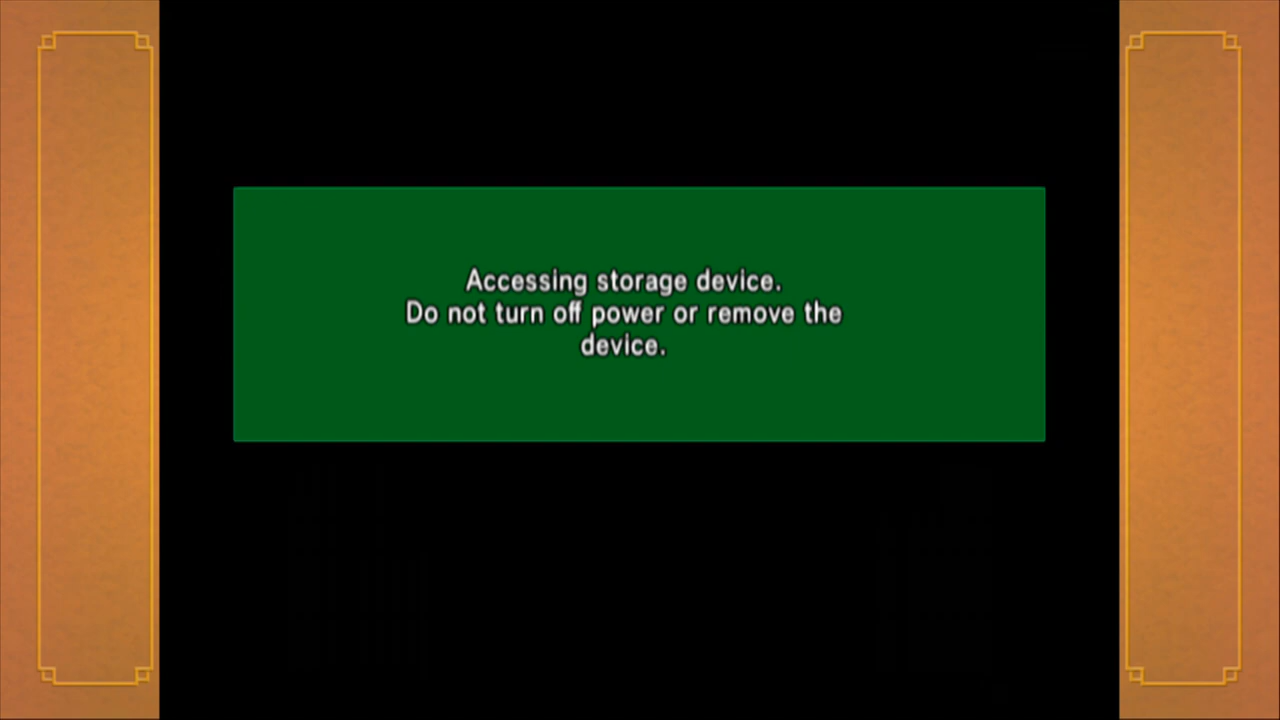 Accessing storage device.
Do not turn off power or remove the
device.